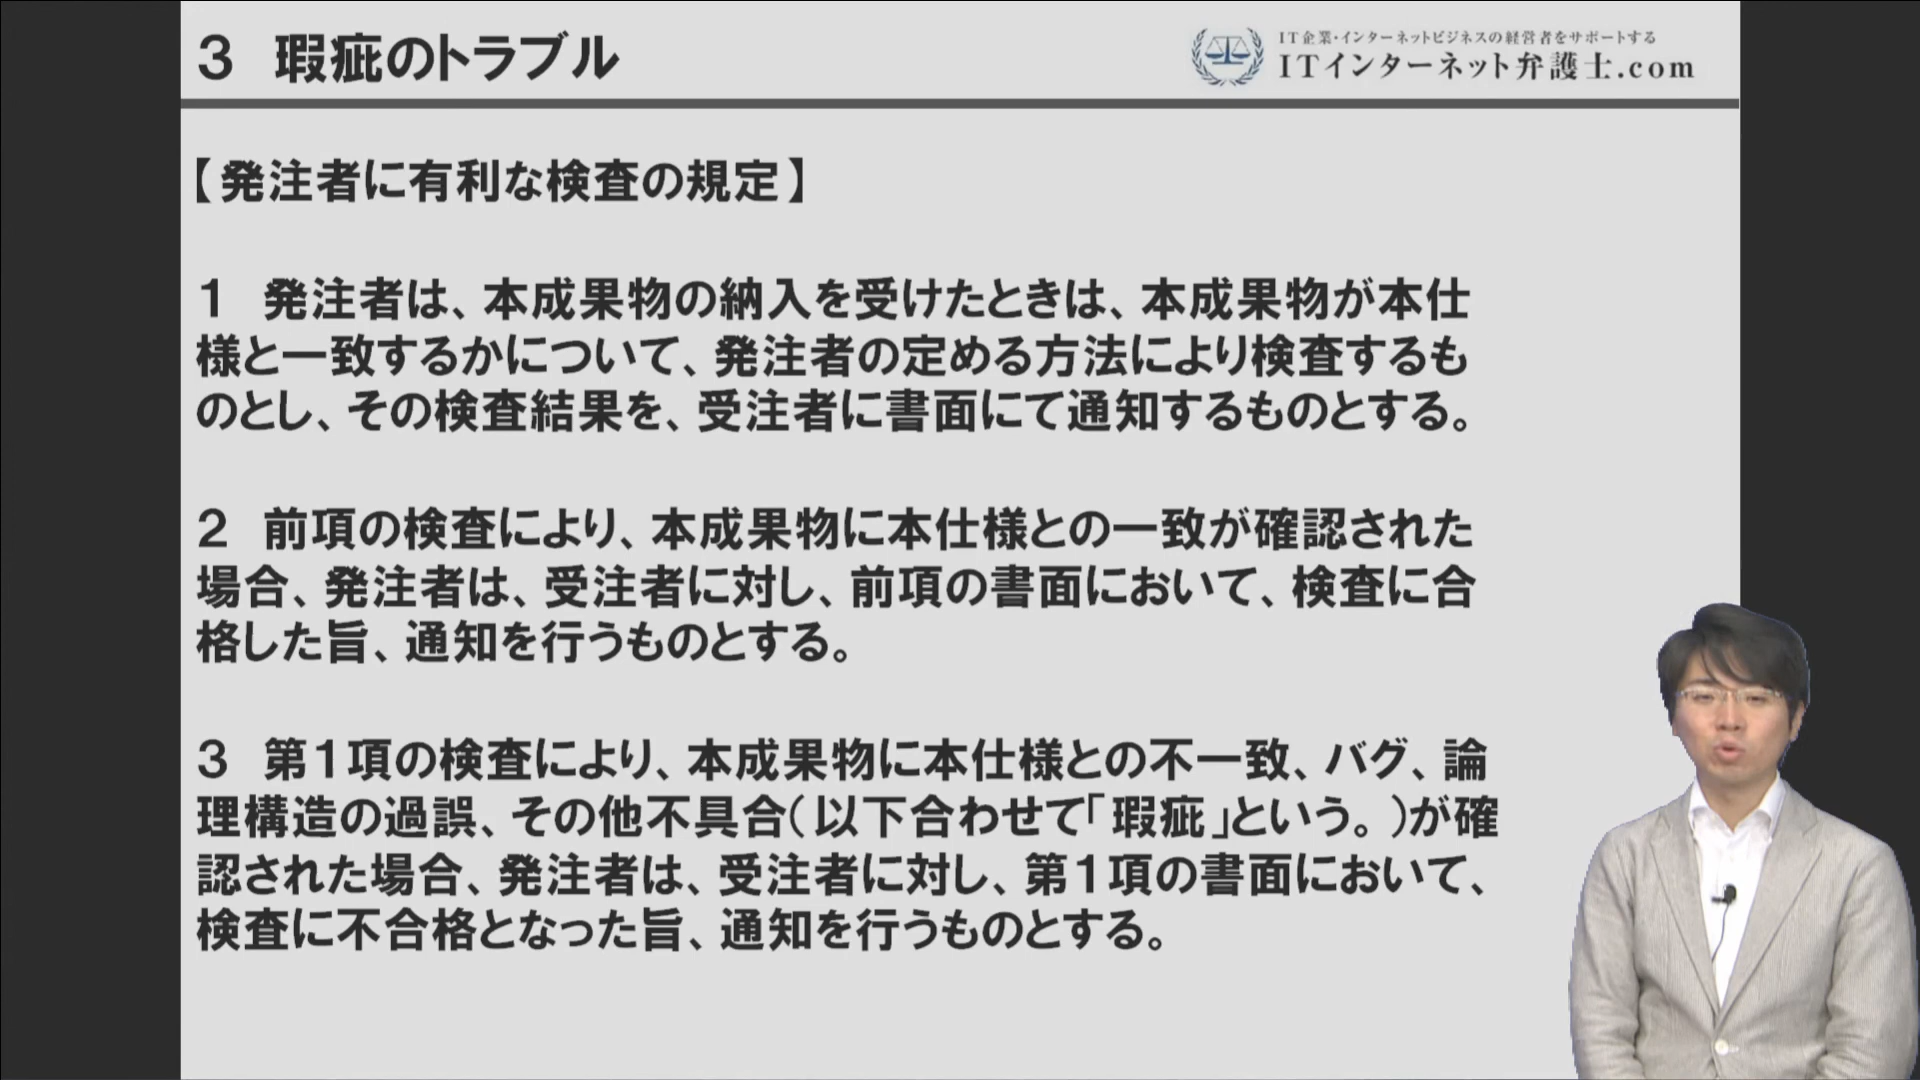 3　瑕疵のトラブル
IT企業・インターネットビジネスの経営者をサポートする
ITインターネット弁護士.com
【発注者に有利な検査の規定】
1　発注者は、本成果物の納入を受けたときは、本成果物が本仕
様と一致するかについて、発注者の定める方法により検査するも
のとし、その検査結果を、受注者に書面にて通知するものとする。
2　前項の検査により、本成果物に本仕様との一致が確認された
場合、発注者は、受注者に対し、前項の書面において、検査に合
格した旨、通知を行うものとする。
3　第1項の検査により、本成果物に本仕様との不一致、バグ、論
理構造の過誤、その他不具合（以下合わせて「瑕疵」という。）が確
認された場合、発注者は、受注者に対し、第1項の書面において、
検査に不合格となった旨、通知を行うものとする。